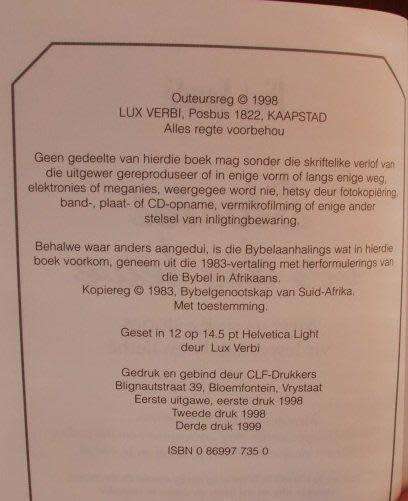 Outeursreg © 1998
LUX VERBI, Posbus 1822, KAAPSTAD
Alles regte voorbehou
Geen gedeelte van hierdie boek mag sonder die skriftelike verlof van
die uitgewer gereproduseer of in enige vorm of langs enige weg,
elektronies of meganies, weergegee word nie, hetsy deur fotokopiëring,
band-, plaat- of CD-opname, vermikrofilming of enige ander
stelsel van inligtingbewaring.
Behalwe waar anders aangedui, is die Bybelaanhalings wat in hierdie
boek voorkom, geneem uit die 1983-vertaling met herformulerings van
die Bybel in Afrikaans.
Kopiereg © 1983, Bybelgenootskap van Suid-Afrika.
Met toestemming.
Geset in 12 op 14.5 pt Helvetica Light
deur Lux Verbi
Gedruk en gebind deur CLF-Drukkers
Blignautstraat 39, Bloemfontein, Vrystaat
Eerste uitgawe, eerste druk 1998
Tweede druk 1998
Derde druk 1999
ISBN 0 86997 735 0